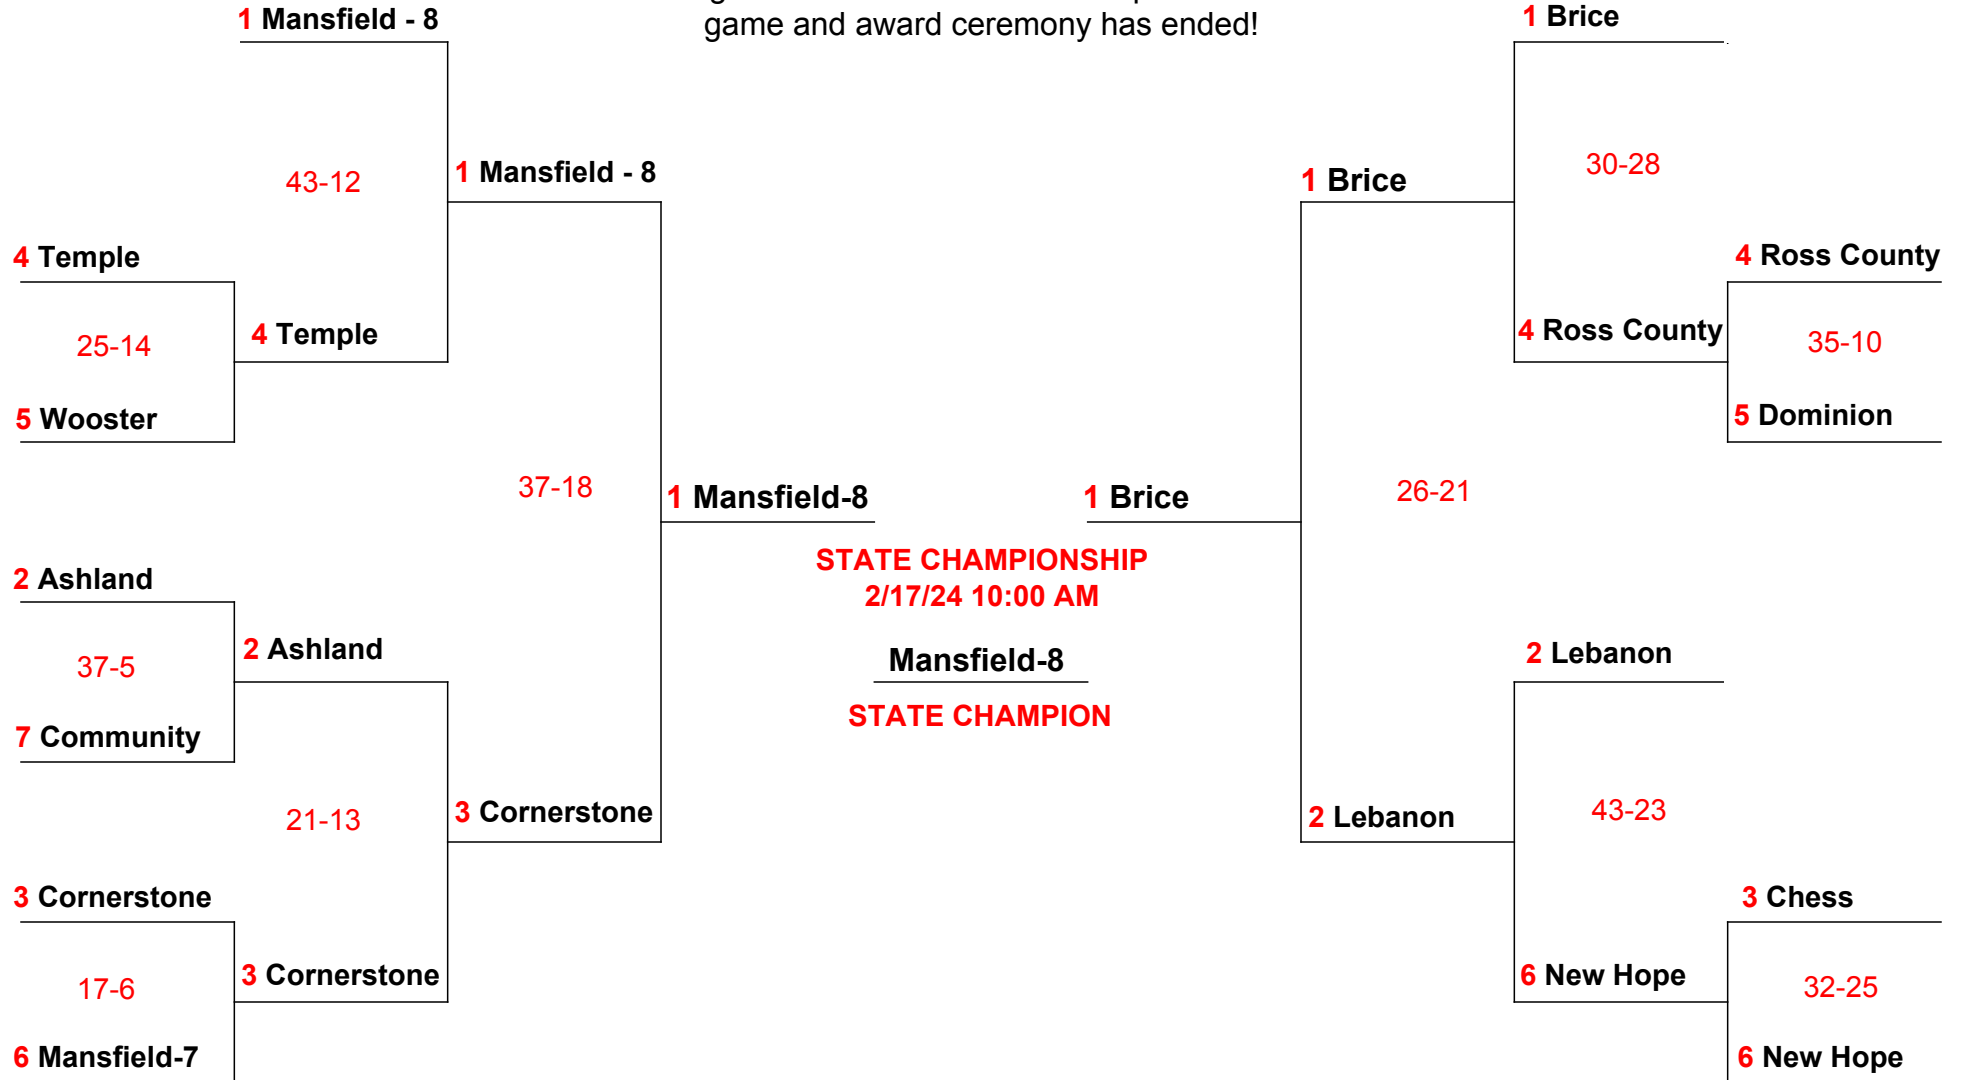 game and award ceremony has ended!
1 Mansfield - 8
43-12
1 Mansfield - 8
4 Temple
25-14
4 Temple
5 Wooster
37-18
1 Mansfield-8
2 Ashland
37-5
2 Ashland
7 Community
21-13
3 Cornerstone
3 Cornerstone
17-6
3 Cornerstone
6 Mansfield-7
STATE CHAMPIONSHIP
2/17/24 10:00 AM
Mansfield-8
STATE CHAMPION
1 Brice
30-28
1 Brice
4 Ross County
4 Ross County
35-10
5 Dominion
1 Brice
26-21
2 Lebanon
43-23
2 Lebanon
3 Chess
6 New Hope
32-25
6 New Hope